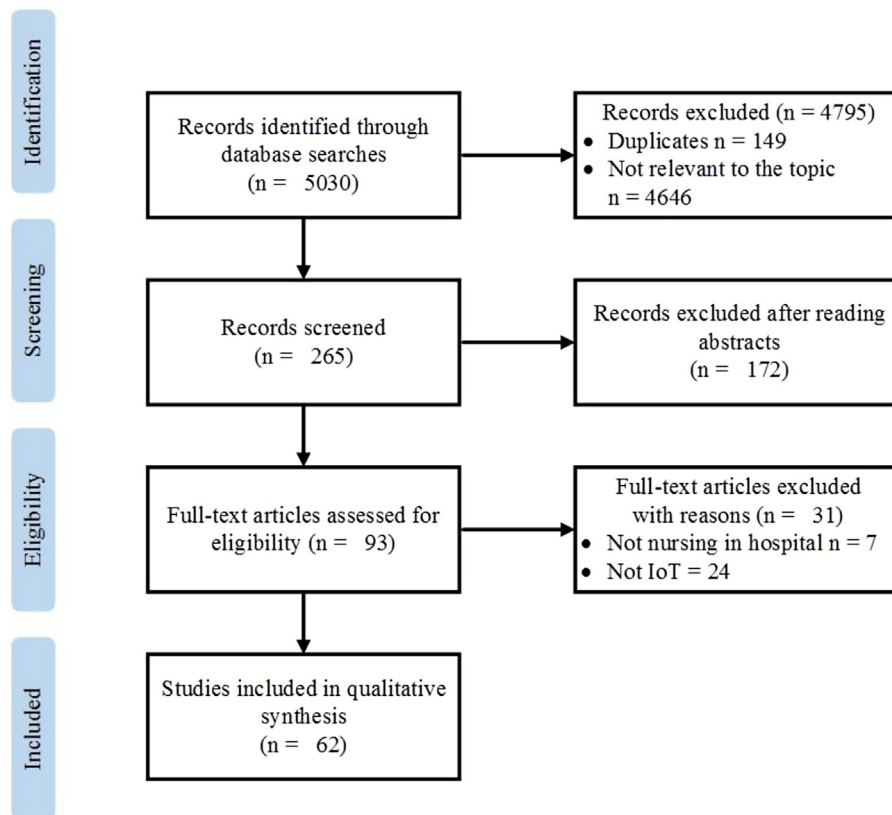 Identification
Records identified through
database searches
(n = 5030)
Records excluded (n = 4795)
• Duplicates n = 149
• Not relevant to the topic
n = 4646
Screening
Records screened
(n = 265)
Records excluded after reading
abstracts
(n = 172)
Eligibility
Full-text articles assessed for
eligibility (n = 93)
Full-text articles excluded
with reasons (n = 31)
• Not nursing in hospital n = 7
• Not IoT = 24
Included
Studies included in qualitative
synthesis
(n = 62)